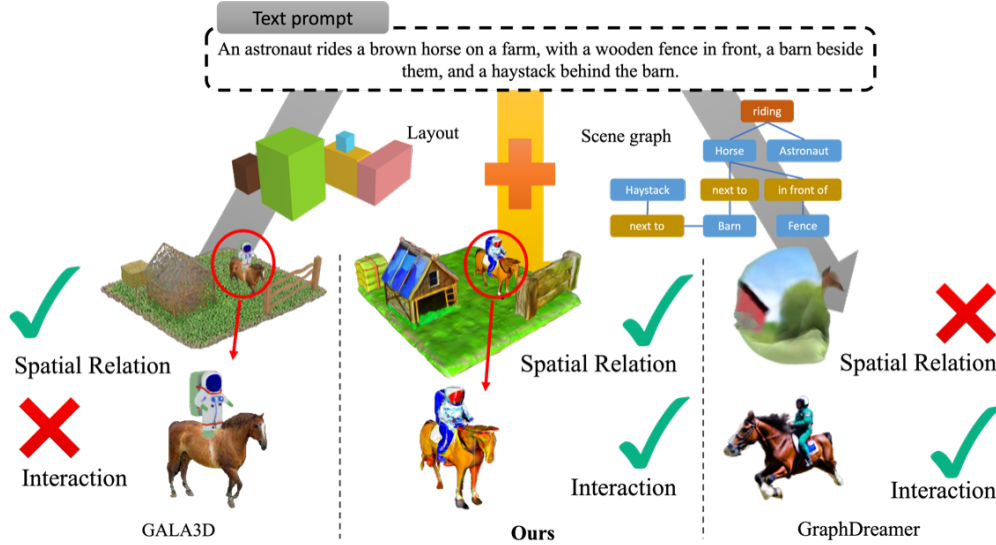 Text prompt
An astronaut rides a brown horse on a farm, with a wooden fence in front, a barn beside
them, and a haystack behind the barn.
Layout
Scene graph
riding
Horse
Astronaut
Haystack
next to
in front of
next to
Barn
Fence
Spatial Relation
Spatial Relation
Spatial Relation
Interaction
Interaction
Interaction
GALA3D
Ours
GraphDreamer